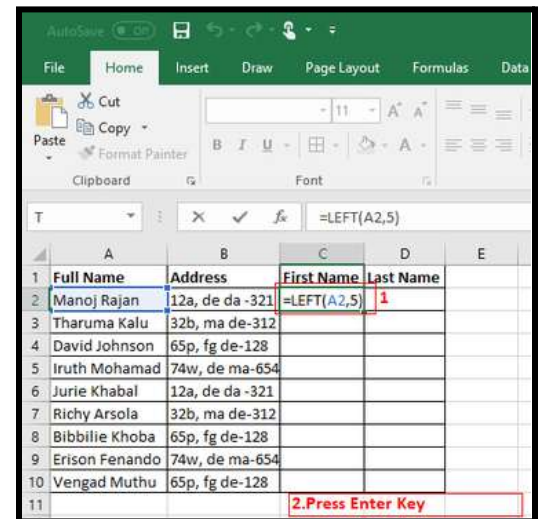 AutoSave Off
File Home Insert Draw Page Layout Formulas Data
Cut
Copy
Paste
Format Painter
11 A A
B I U A
Clipboard Font
T fx =LEFT(A2,5)
A B C D E
1 Full Name Address First Name Last Name
2 Manoj Rajan 12a, de da -321 =LEFT(A2,5) 1
3 Tharuma Kalu 32b, ma de-312
4 David Johnson 65p, fg de-128
5 Iruth Mohamad 74w, de ma-654
6 Jurie Khabal 12a, de da -321
7 Richy Arsola 32b, ma de-312
8 Bibbilie Khoba 65p, fg de-128
9 Erison Fenando 74w, de ma-654
10 Vengad Muthu 65p, fg de-128
11 2.Press Enter Key